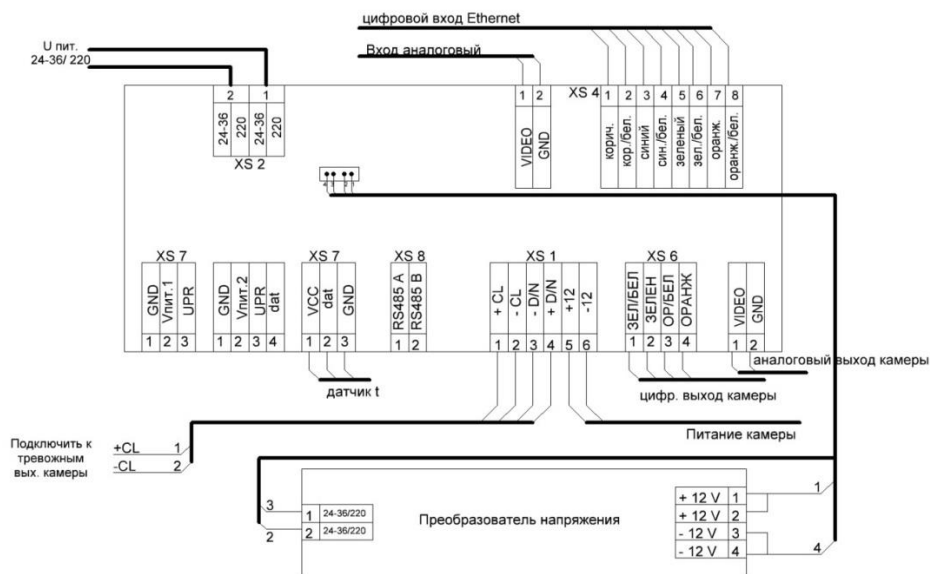 цифровой вход Ethernet
U пит.
24-36/ 220
Вход аналоговый
2 1
24-36 220 24-36 220
XS 2
1 2
VIDEO
GND
XS 4
1 2 3 4 5 6 7 8
корич.
кор./бел.
синий
син./бел.
зеленый
зел./бел.
оранж.
оранж./бел.
XS 7
GND
Vпит.1
UPR
1 2 3
GND
Vпит.2
UPR
dat
1 2 3 4
XS 7
VCC
dat
GND
1 2 3
XS 8
RS485 A
RS485 B
1 2
XS 1
+ CL
- CL
- D/N
+ D/N
+12
-12
1 2 3 4 5 6
XS 6
ЗЕЛ/БЕЛ
ЗЕЛЕН
ОР/БЕЛ
ОРАНЖ
1 2 3 4
VIDEO
GND
1 2
аналоговый выход камеры
датчик t
цифр. выход камеры
Питание камеры
Подключить к
тревожным
вых. камеры
+CL 1
-CL 2
3
1 24-36/220
2
2 24-36/220
Преобразователь напряжения
+ 12 V 1
+ 12 V 2
- 12 V 3
- 12 V 4
1
4